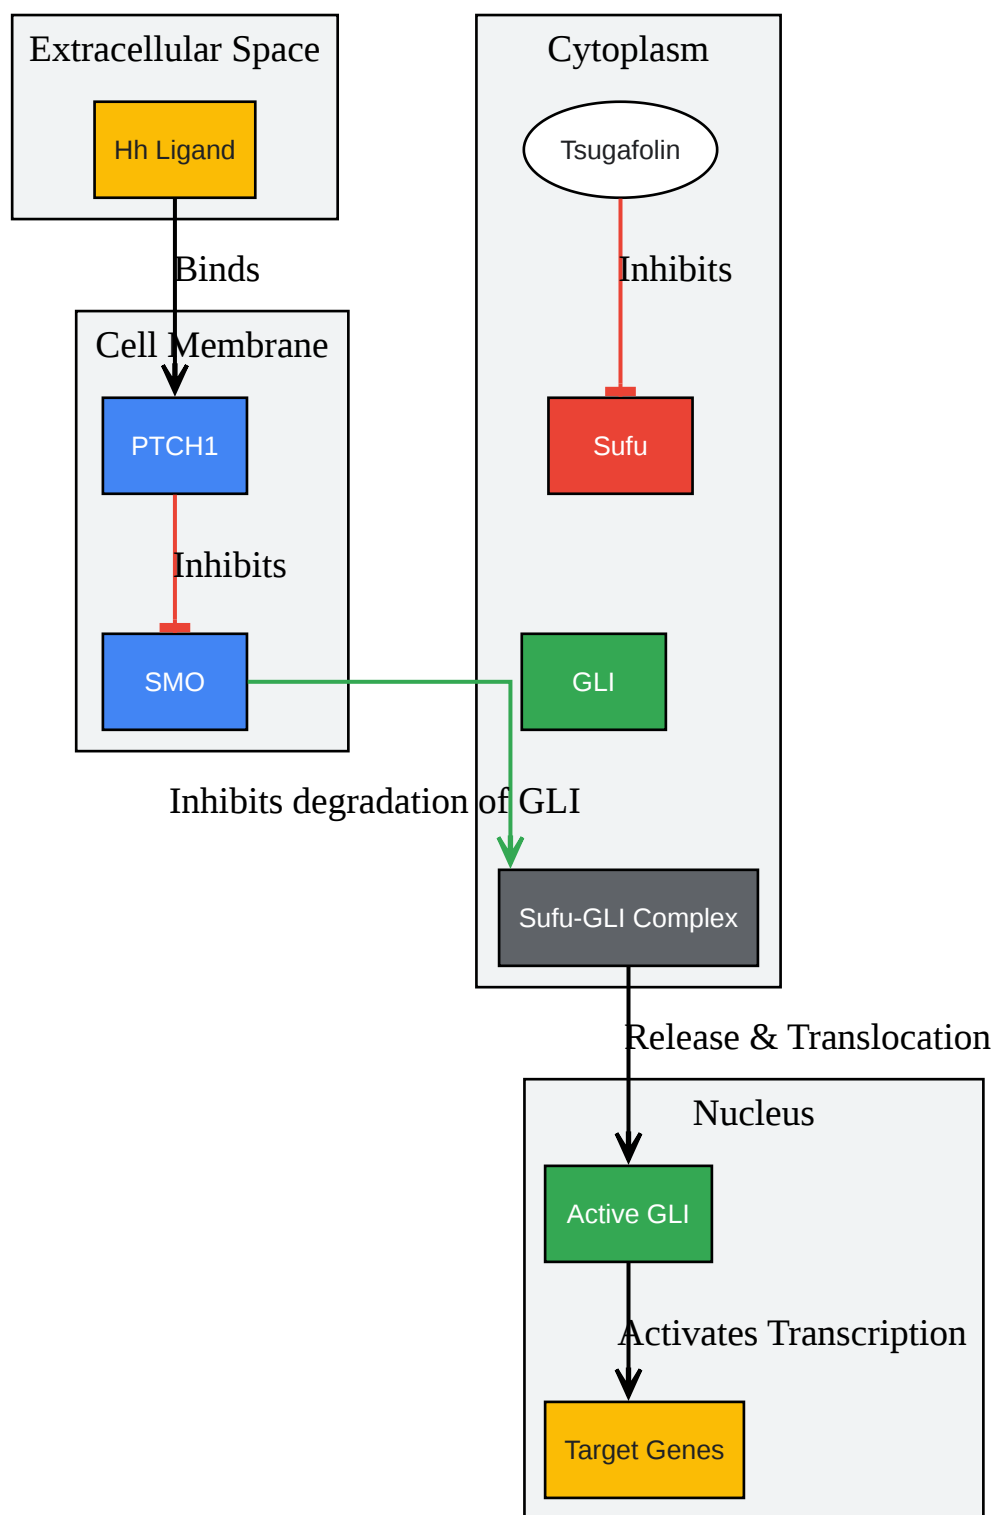 Extracellular Space
Hh Ligand
Binds
Cell Membrane
PTCH1
Inhibits
SMO
Inhibits degradation of GLI
Cytoplasm
Tsugafolin
Inhibits
Sufu
GLI
Sufu-GLI Complex
Release & Translocation
Nucleus
Active GLI
Activates Transcription
Target Genes